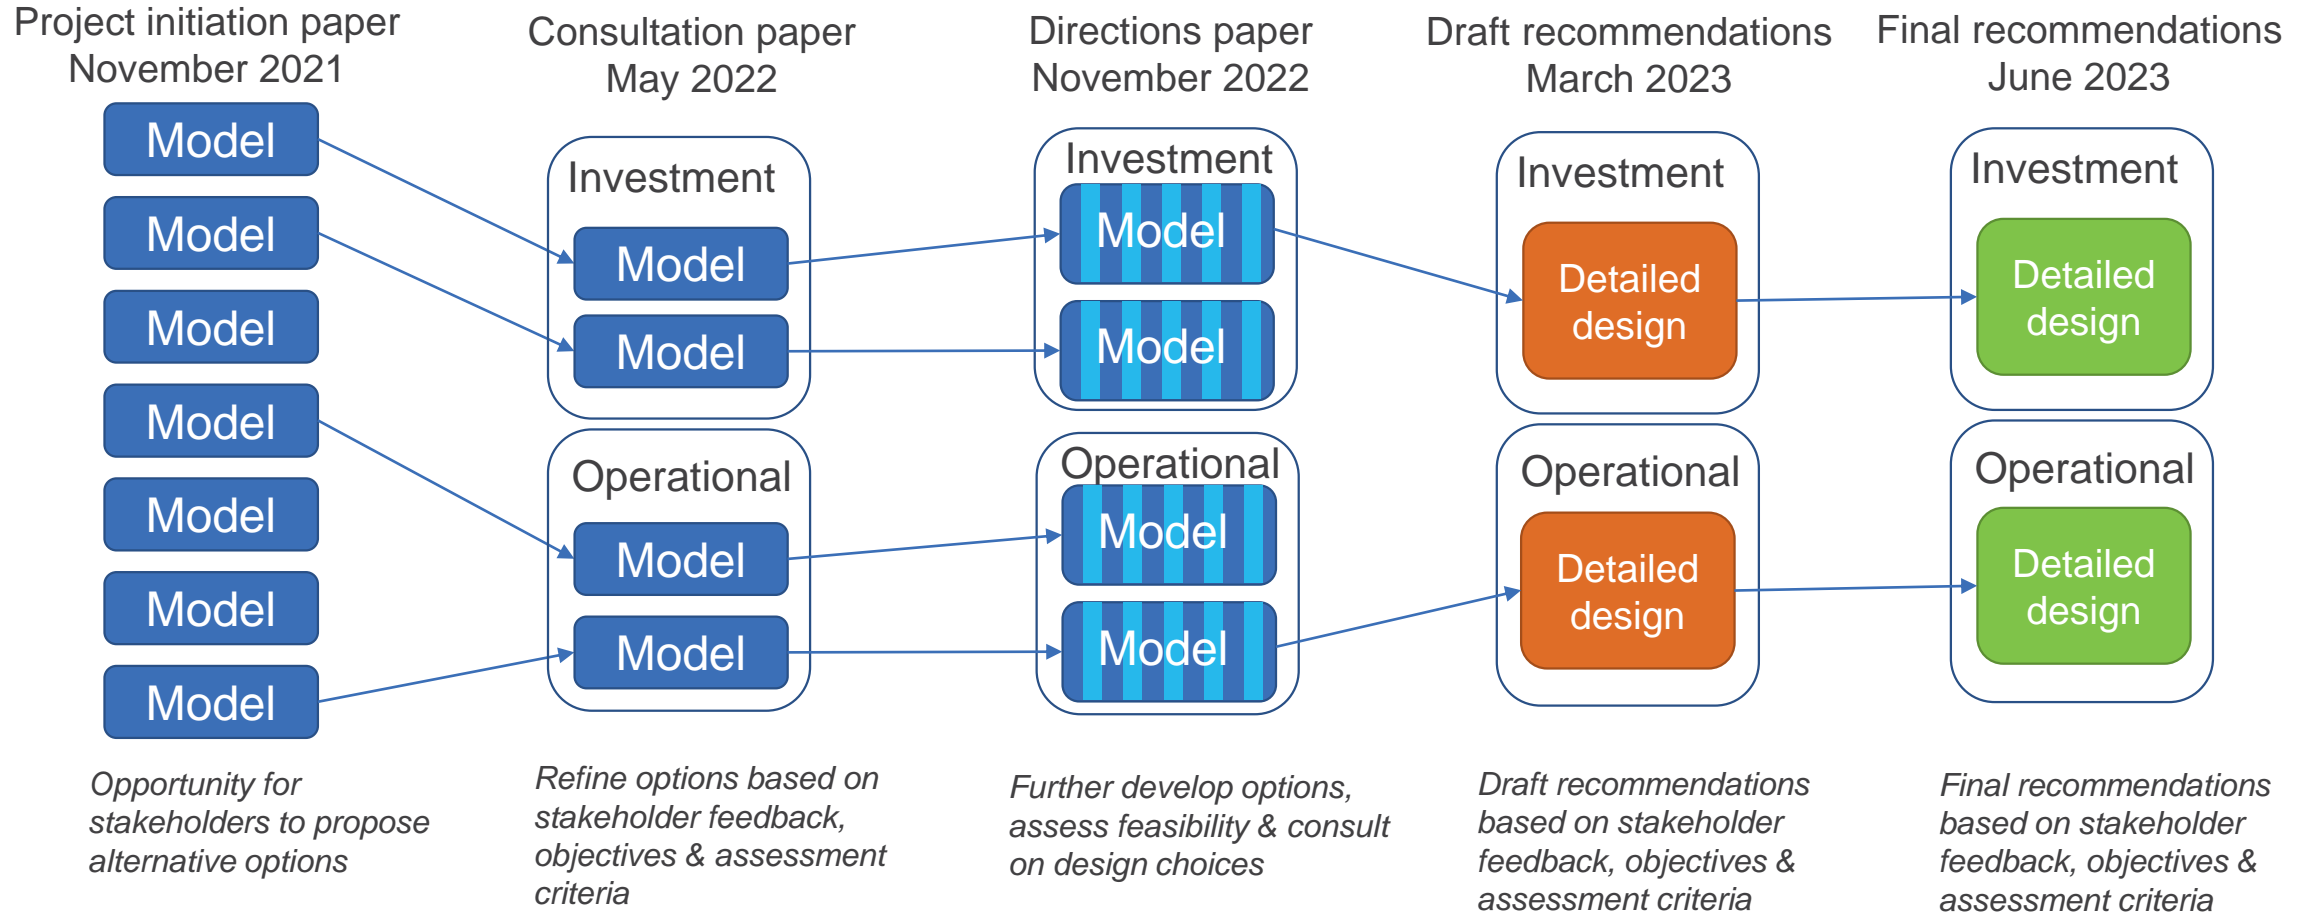 Project initiation paper
November 2021
Model
Model
Model
Model
Model
Model
Model
Opportunity for
stakeholders to propose
alternative options
Consultation paper
May 2022
Investment
Model
Model
Operational
Model
Model
Refine options based on
stakeholder feedback,
objectives & assessment
criteria
Directions paper
November 2022
Investment
Model
Model
Operational
Model
Model
Further develop options,
assess feasibility & consult
on design choices
Draft recommendations
March 2023
Investment
Detailed
design
Operational
Detailed
design
Draft recommendations
based on stakeholder
feedback, objectives &
assessment criteria
Final recommendations
June 2023
Investment
Detailed
design
Operational
Detailed
design
Final recommendations
based on stakeholder
feedback, objectives &
assessment criteria